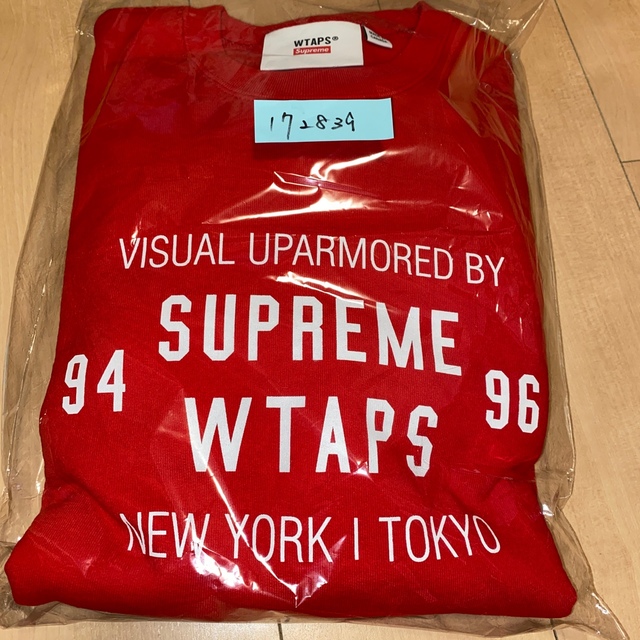 WTAPS®
Supreme
172839
VISUAL UPARMORED BY
SUPREME
94 96
WTAPS
NEW YORK | TOKYO